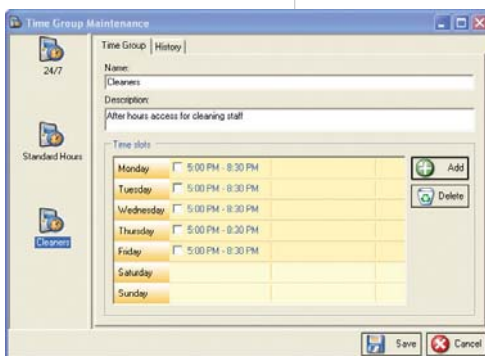 Time Group Maintenance
24/7
Standard Hours
Cleaners
Time Group History
Name:
Cleaners
Description:
After hours access for cleaning staff
Time slots
Monday 5:00 PM - 8:30 PM
Tuesday 5:00 PM - 8:30 PM
Wednesday 5:00 PM - 8:30 PM
Thursday 5:00 PM - 8:30 PM
Friday 5:00 PM - 8:30 PM
Saturday
Sunday
Add
Delete
Save Cancel